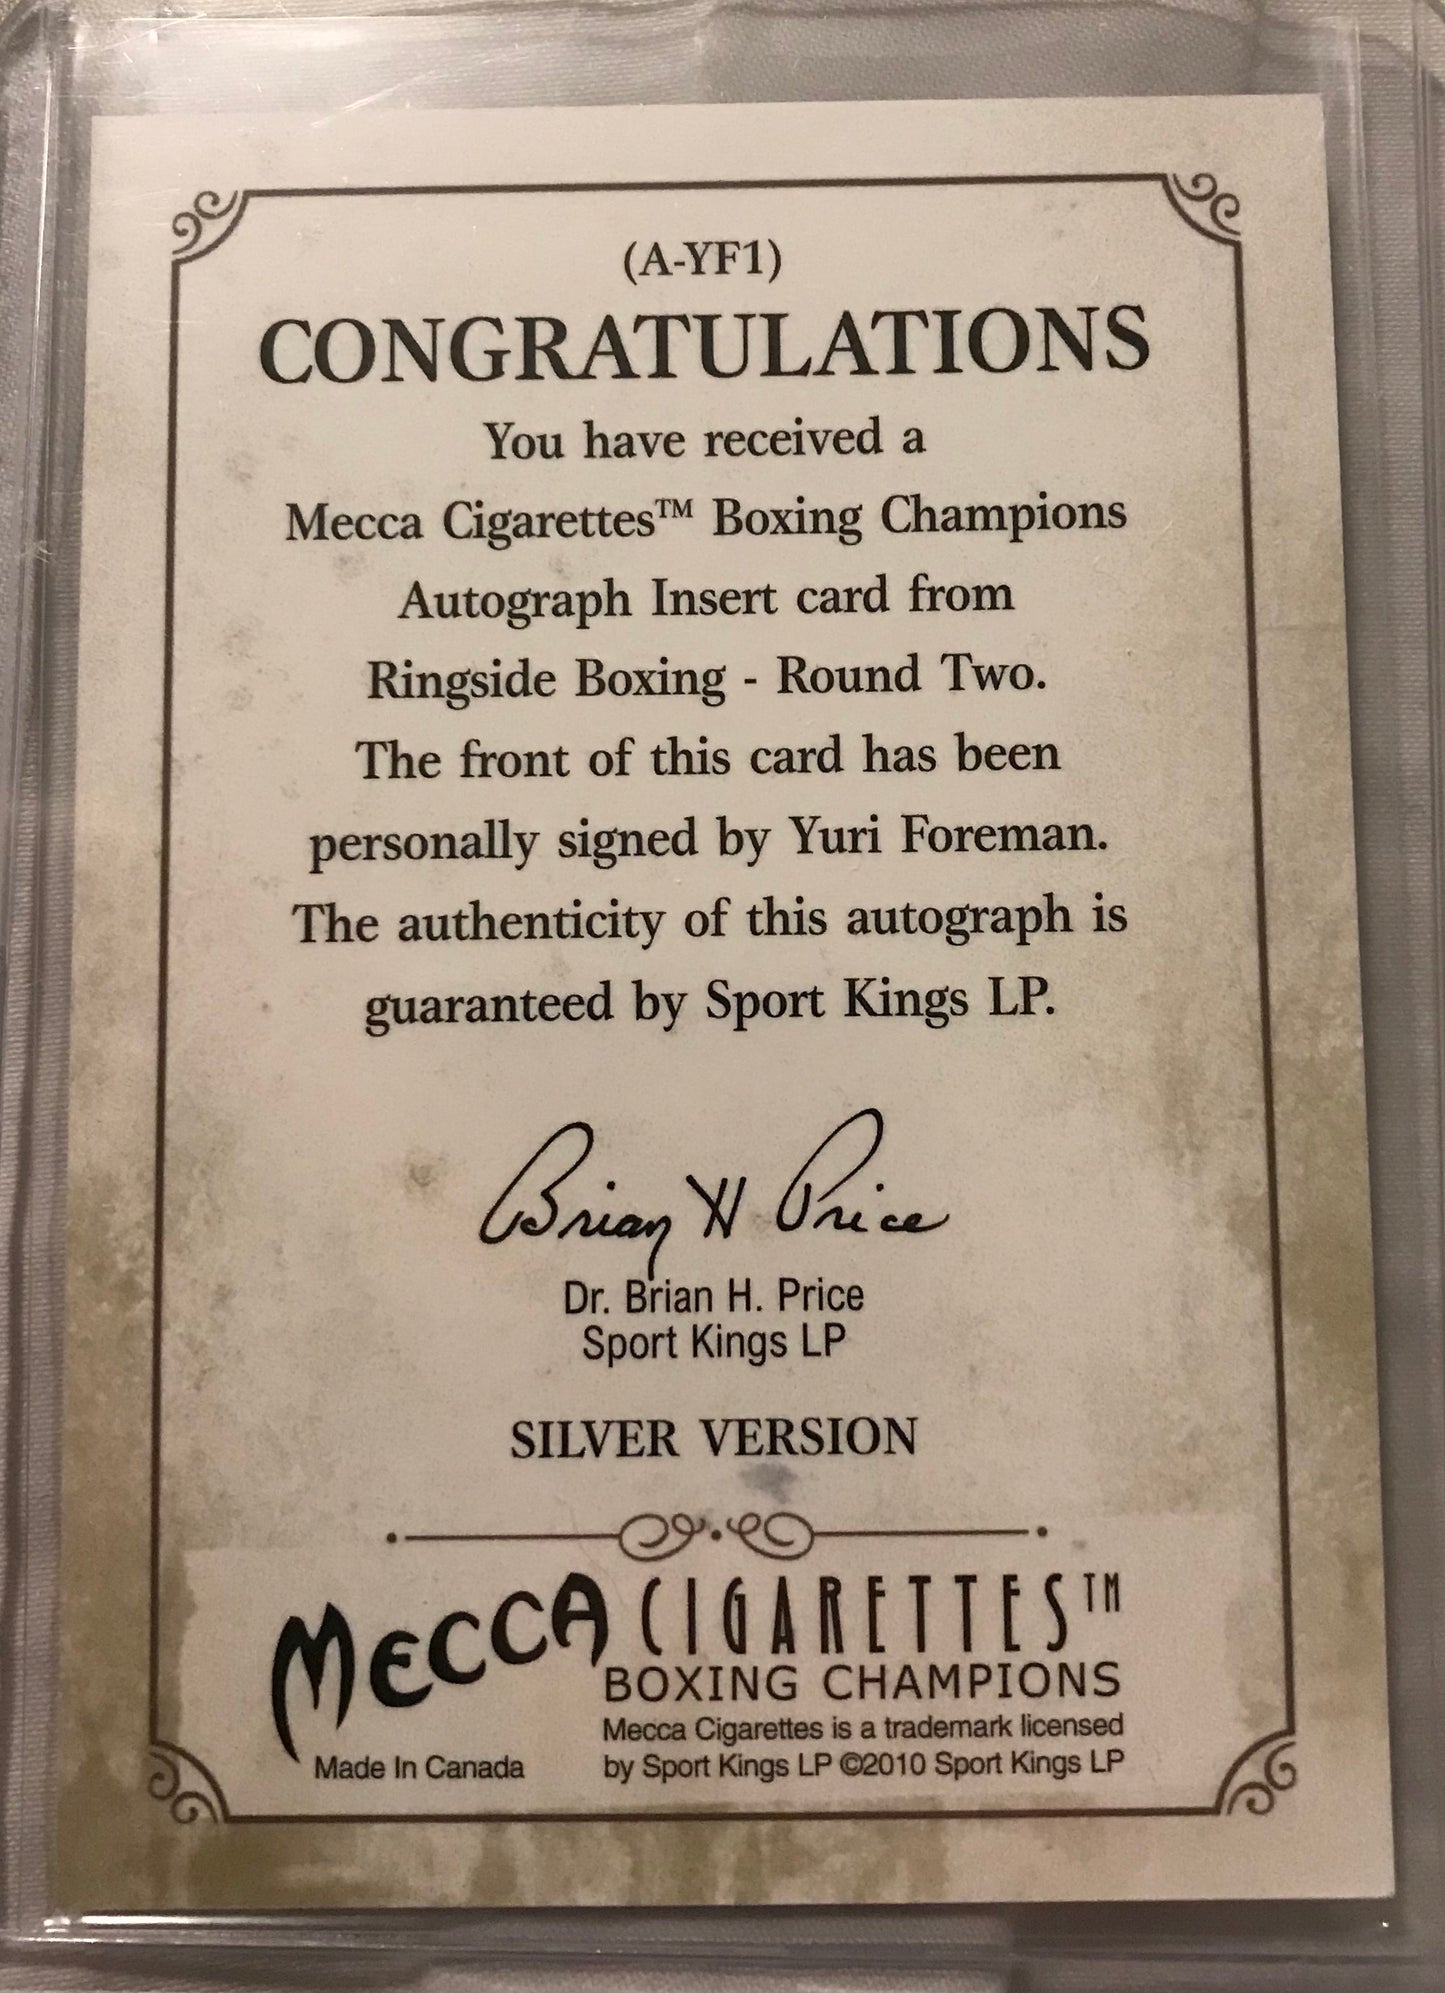 (A-YF1)
CONGRATULATIONS
You have received a
Mecca Cigarettes™ Boxing Champions
Autograph Insert card from
Ringside Boxing - Round Two.
The front of this card has been
personally signed by Yuri Foreman.
The authenticity of this autograph is
guaranteed by Sport Kings LP.
Brian H Price
Dr. Brian H. Price
Sport Kings LP
SILVER VERSION
MECCA CIGARETTES™
BOXING CHAMPIONS
Mecca Cigarettes is a trademark licensed
Made In Canada by Sport Kings LP ©2010 Sport Kings LP